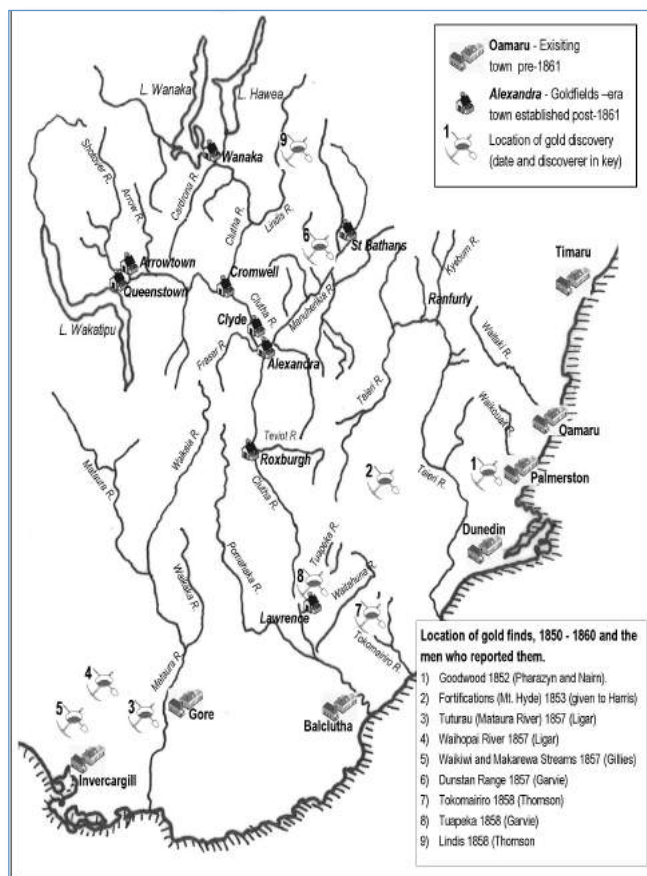 Oamaru - Exisiting
town pre-1861
Alexandra - Goldfields –era
town established post-1861
1
Location of gold discovery
(date and discoverer in key)
L. Wanaka
L. Hawea
9
Wanaka
Shotover R.
Arrow R.
Cardrona R.
Clutha R.
Lindis R.
6
St Bathans
Kyeburn R.
Timaru
Arrowtown
Queenstown
Cromwell
Clutha R.
Manuherikia R.
Ranfurly
L. Wakatipu
Clyde
Fraser R.
Alexandra
Taieri R.
Waitaki R.
Waikouaiti R.
Oamaru
Mataura R.
Waikaia R.
Teviot R.
Roxburgh
Clutha R.
2
Taieri R.
1
Palmerston
Dunedin
Pomahaka R.
Tuapeka R.
8
Waitahuna R.
Waikaka R.
Lawrence
7
Tokomairiro R.
Mataura R.
4
5
3
Gore
Balclutha
Invercargill
Location of gold finds, 1850 - 1860 and the
men who reported them.
1) Goodwood 1852 (Pharazyn and Nairn).
2) Fortifications (Mt. Hyde) 1853 (given to Harris)
3) Tuturau (Mataura River) 1857 (Ligar)
4) Waihopai River 1857 (Ligar)
5) Waikiwi and Makarewa Streams 1857 (Gillies)
6) Dunstan Range 1857 (Garvie)
7) Tokomairiro 1858 (Thomson)
8) Tuapeka 1858 (Garvie)
9) Lindis 1858 (Thomson